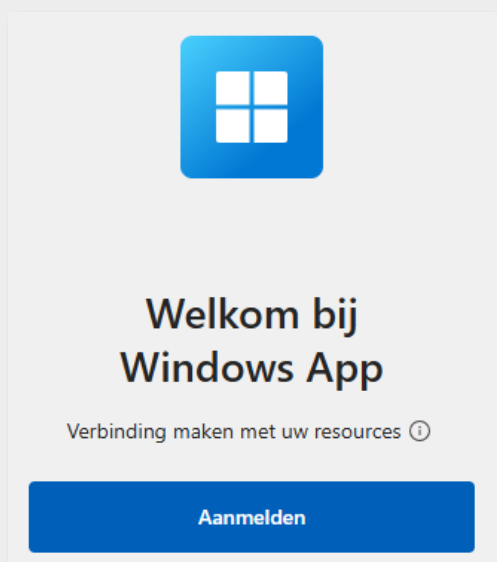 Welkom bij
Windows App
Verbinding maken met uw resources
Aanmelden